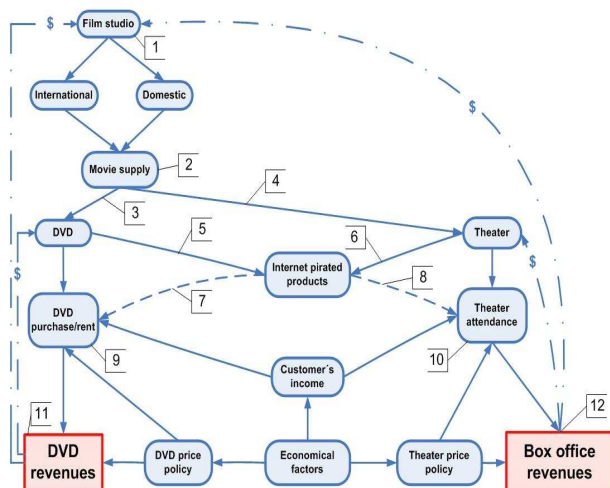 $
Film studio
1
International
Domestic
$
Movie supply
2
3
4
DVD
5
6
Theater
$
Internet pirated
products
8
$
7
DVD
purchase/rent
Theater
attendance
9
10
Customer´s
income
11
12
DVD
revenues
DVD price
policy
Economical
factors
Theater price
policy
Box office
revenues